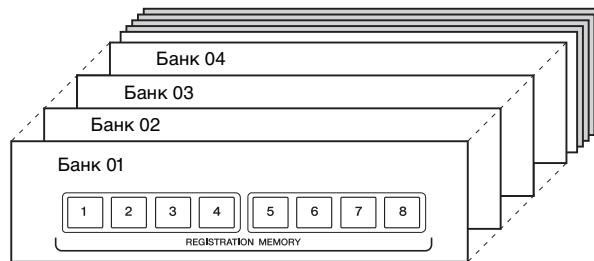 Банк 04
Банк 03
Банк 02
Банк 01
1 2 3 4 5 6 7 8
REGISTRATION MEMORY